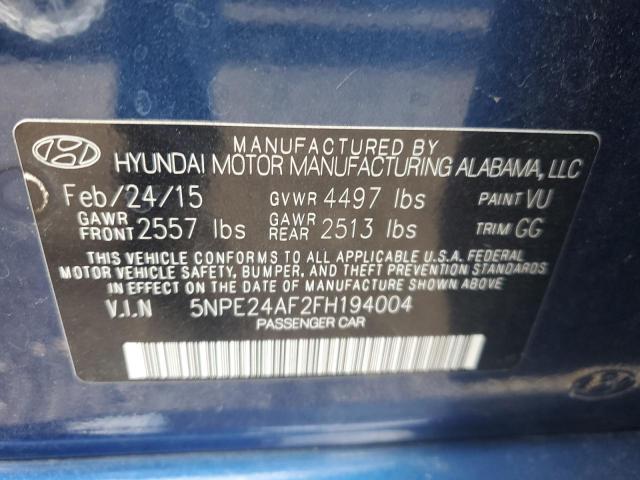 MANUFACTURED BY
HYUNDAI MOTOR MANUFACTURING ALABAMA, LLC
Feb/24/15 GVWR 4497 lbs PAINT VU
GAWR FRONT 2557 lbs GAWR REAR 2513 lbs TRIM GG
THIS VEHICLE CONFORMS TO ALL APPLICABLE U.S.A. FEDERAL
MOTOR VEHICLE SAFETY, BUMPER, AND THEFT PREVENTION STANDARDS
IN EFFECT ON THE DATE OF MANUFACTURE SHOWN ABOVE
V.I.N 5NPE24AF2FH194004
PASSENGER CAR